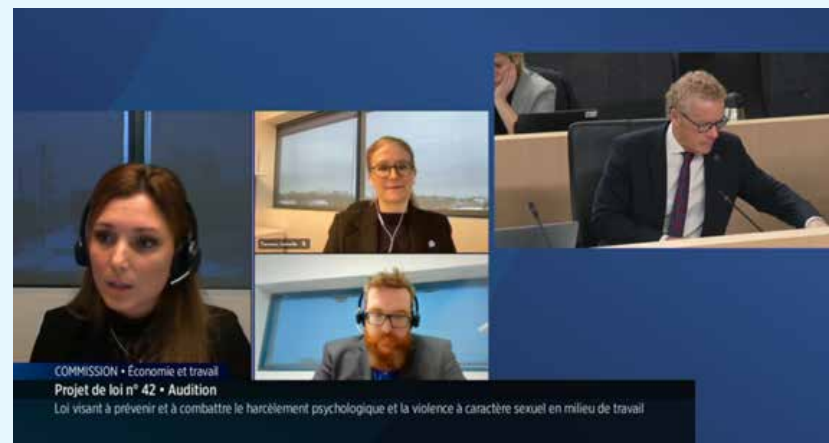 COMMISSION • Économie et travail
Projet de loi n° 42 • Audition
Loi visant à prévenir et à combattre le harcèlement psychologique et la violence à caractère sexuel en milieu de travail